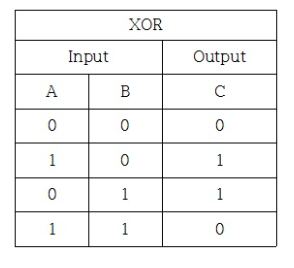 XOR
Input Output
A B C
0 0 0
1 0 1
0 1 1
1 1 0